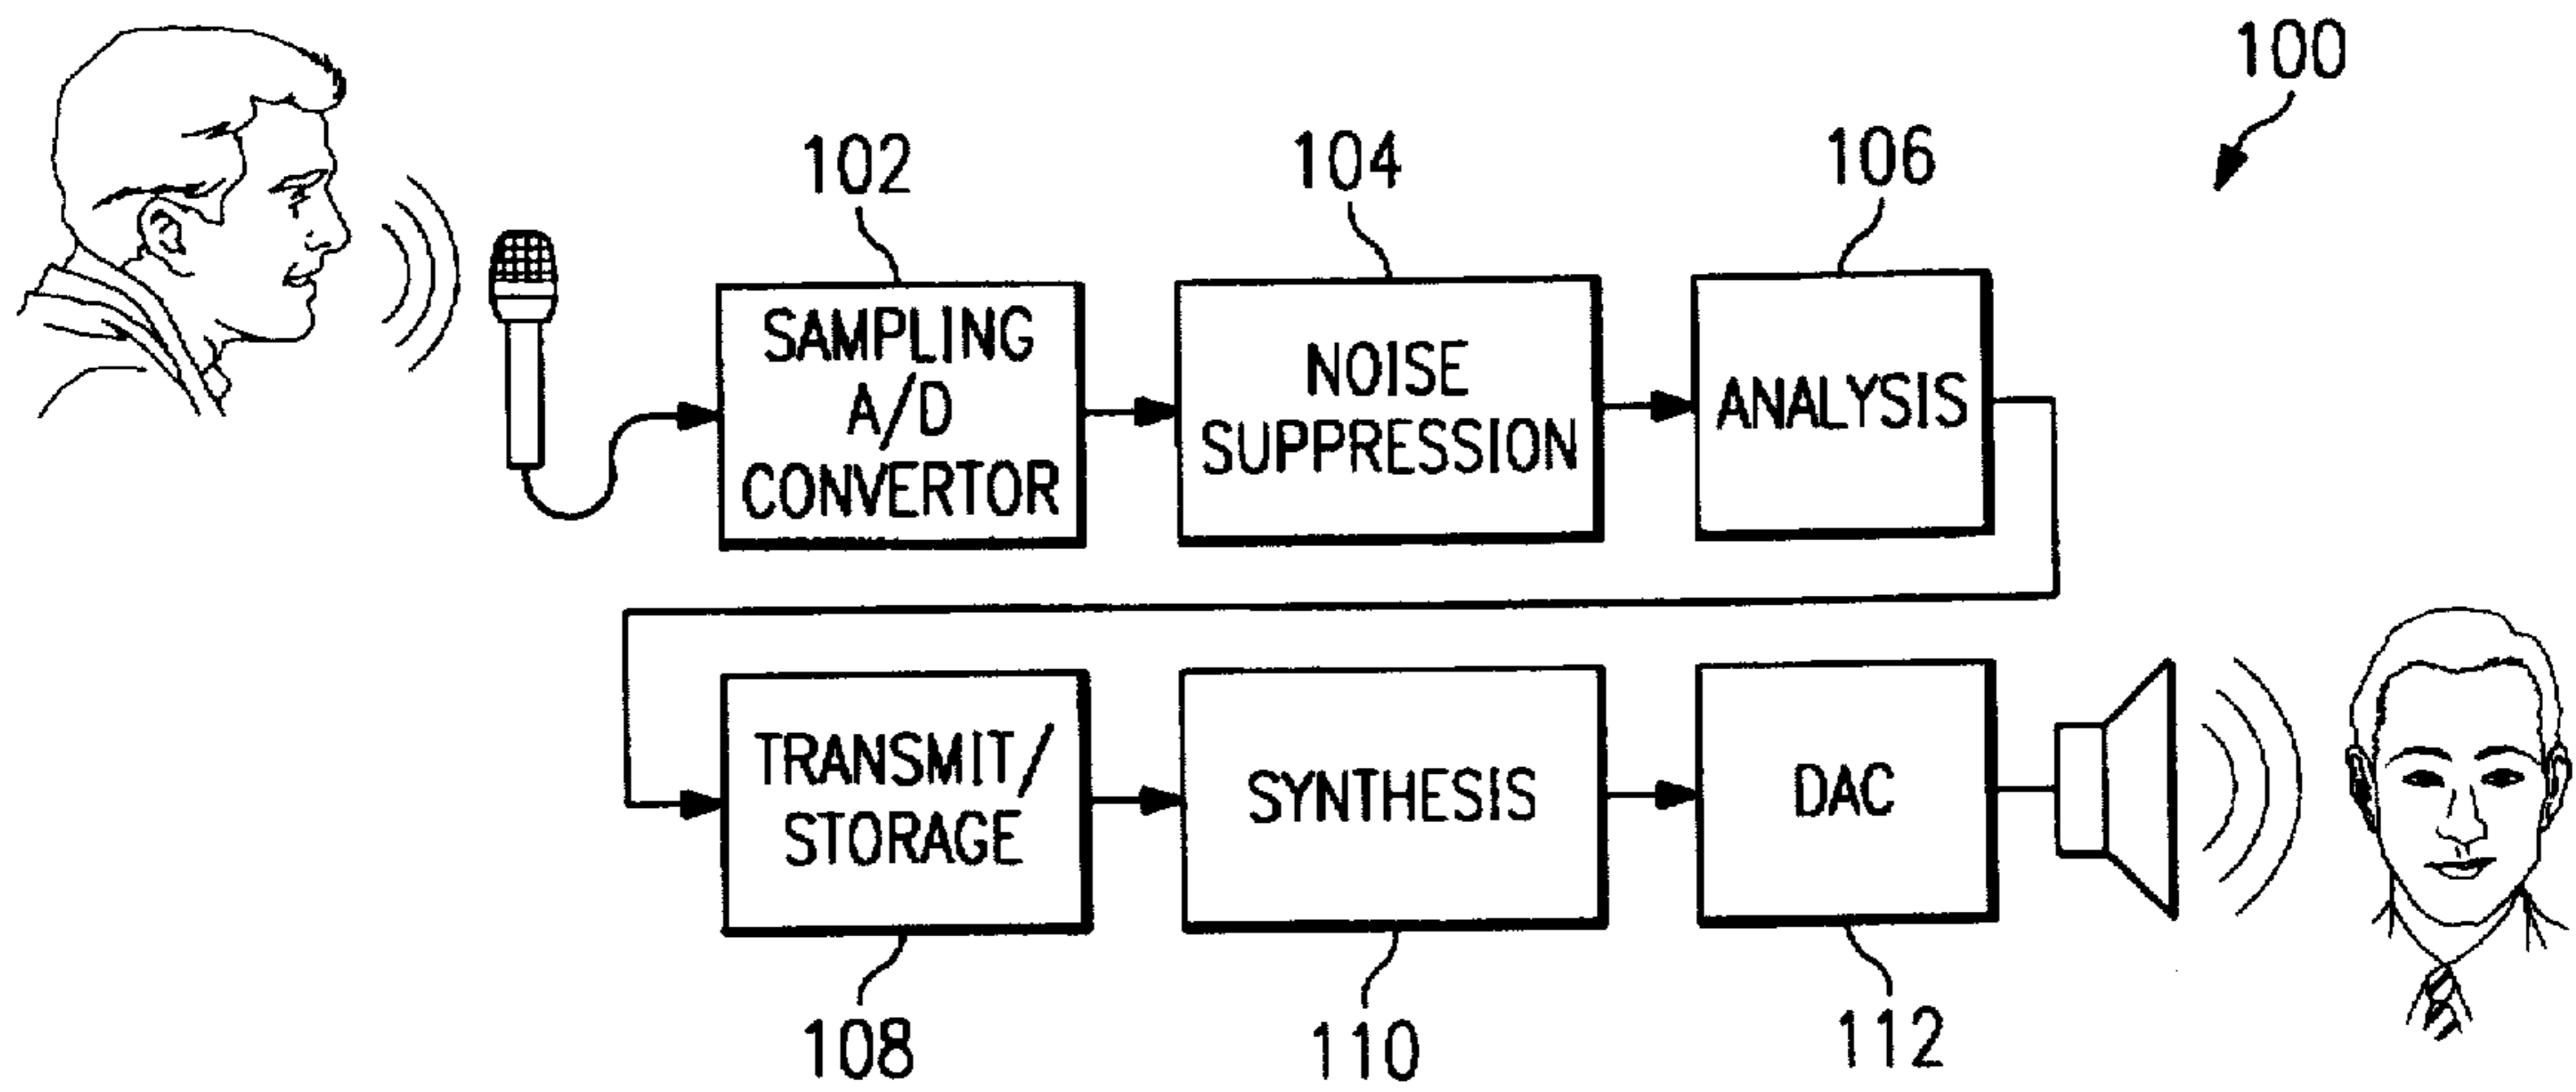 100
102
104
106
SAMPLING
A/D
CONVERTOR
NOISE
SUPPRESSION
ANALYSIS
TRANSMIT/
STORAGE
SYNTHESIS
DAC
108
110
112